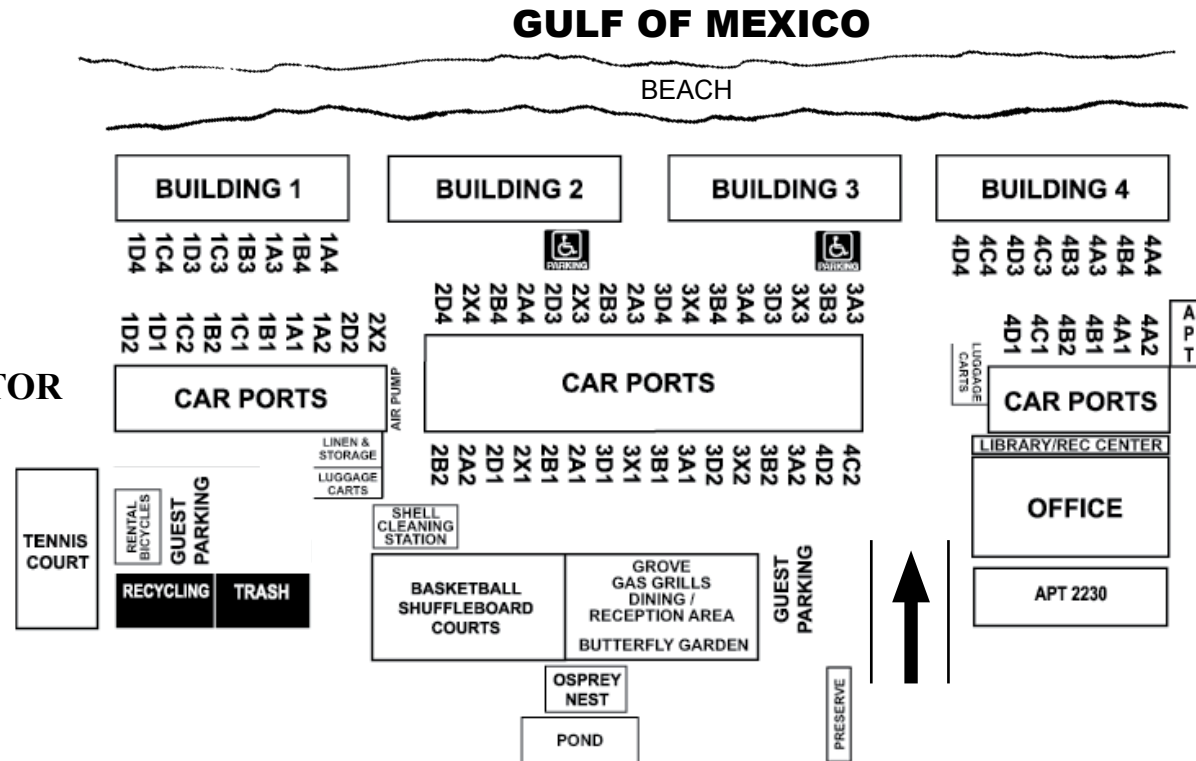 GULF OF MEXICO
BEACH
BUILDING 1
BUILDING 2
BUILDING 3
BUILDING 4
PARKING
PARKING
1D4 1C4 1D3 1C3 1B3 1A3 1B4 1A4
4D4 4C4 4D3 4C3 4B3 4A3 4B4 4A4
2D4 2X4 2B4 2A4 2D3 2X3 2B3 2A3 3D4 3X4 3B4 3A4 3D3 3X3 3B3 3A3
1D2 1D1 1C2 1B2 1C1 1B1 1A1 1A2 2D2 2X2
4D1 4C1 4B2 4B1 4A1 4A2
A
P
T
TOR
CAR PORTS
AIR PUMP
CAR PORTS
LUGGAGE
CARTS
CAR PORTS
LINEN &
STORAGE
LUGGAGE
CARTS
2B2 2A2 2D1 2X1 2B1 2A1 3D1 3X1 3B1 3A1 3D2 3X2 3B2 3A2 4D2 4C2
LIBRARY/REC CENTER
OFFICE
TENNIS
COURT
RENTAL
BICYCLES
GUEST
PARKING
RECYCLING
TRASH
SHELL
CLEANING
STATION
BASKETBALL
SHUFFLEBOARD
COURTS
GROVE
GAS GRILLS
DINING /
RECEPTION AREA
BUTTERFLY GARDEN
GUEST
PARKING
APT 2230
OSPREY
NEST
POND
PRESERVE